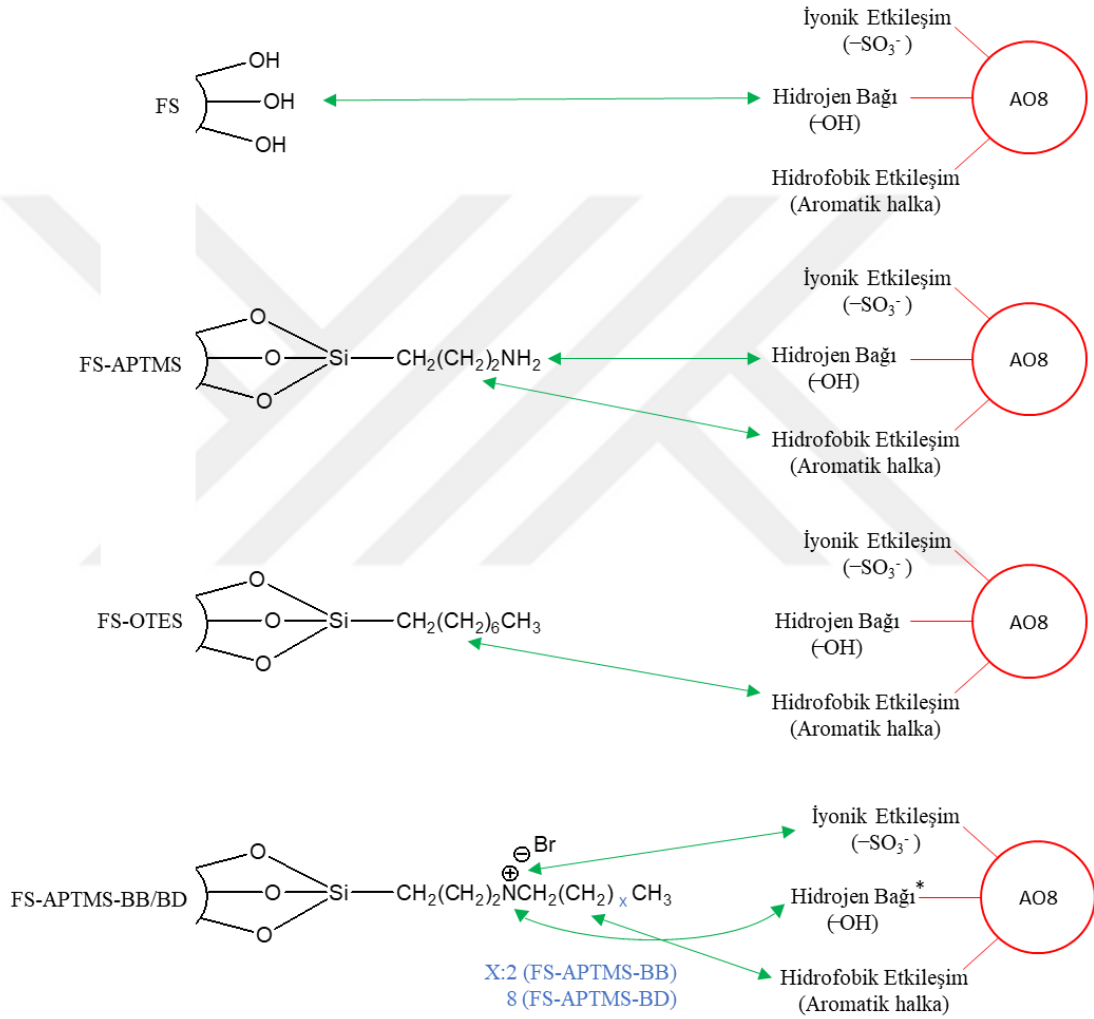 OH
OH
OH
FS
İyonik Etkileşim
(−SO₃⁻ )
Hidrojen Bağı
(−OH)
Hidrofobik Etkileşim
(Aromatik halka)
AO8
FS-APTMS
O
O
O
Si
CH₂(CH₂)₂NH₂
İyonik Etkileşim
(−SO₃⁻ )
Hidrojen Bağı
(−OH)
Hidrofobik Etkileşim
(Aromatik halka)
AO8
FS-OTES
O
O
O
Si
CH₂(CH₂)₆CH₃
İyonik Etkileşim
(−SO₃⁻ )
Hidrojen Bağı
(−OH)
Hidrofobik Etkileşim
(Aromatik halka)
AO8
FS-APTMS-BB/BD
O
O
O
Si
⊖ Br
⊕
CH₂(CH₂)₂NCH₂(CH₂)ₓCH₃
X:2 (FS-APTMS-BB)
8 (FS-APTMS-BD)
İyonik Etkileşim
(−SO₃⁻ )
Hidrojen Bağı*
(−OH)
Hidrofobik Etkileşim
(Aromatik halka)
AO8